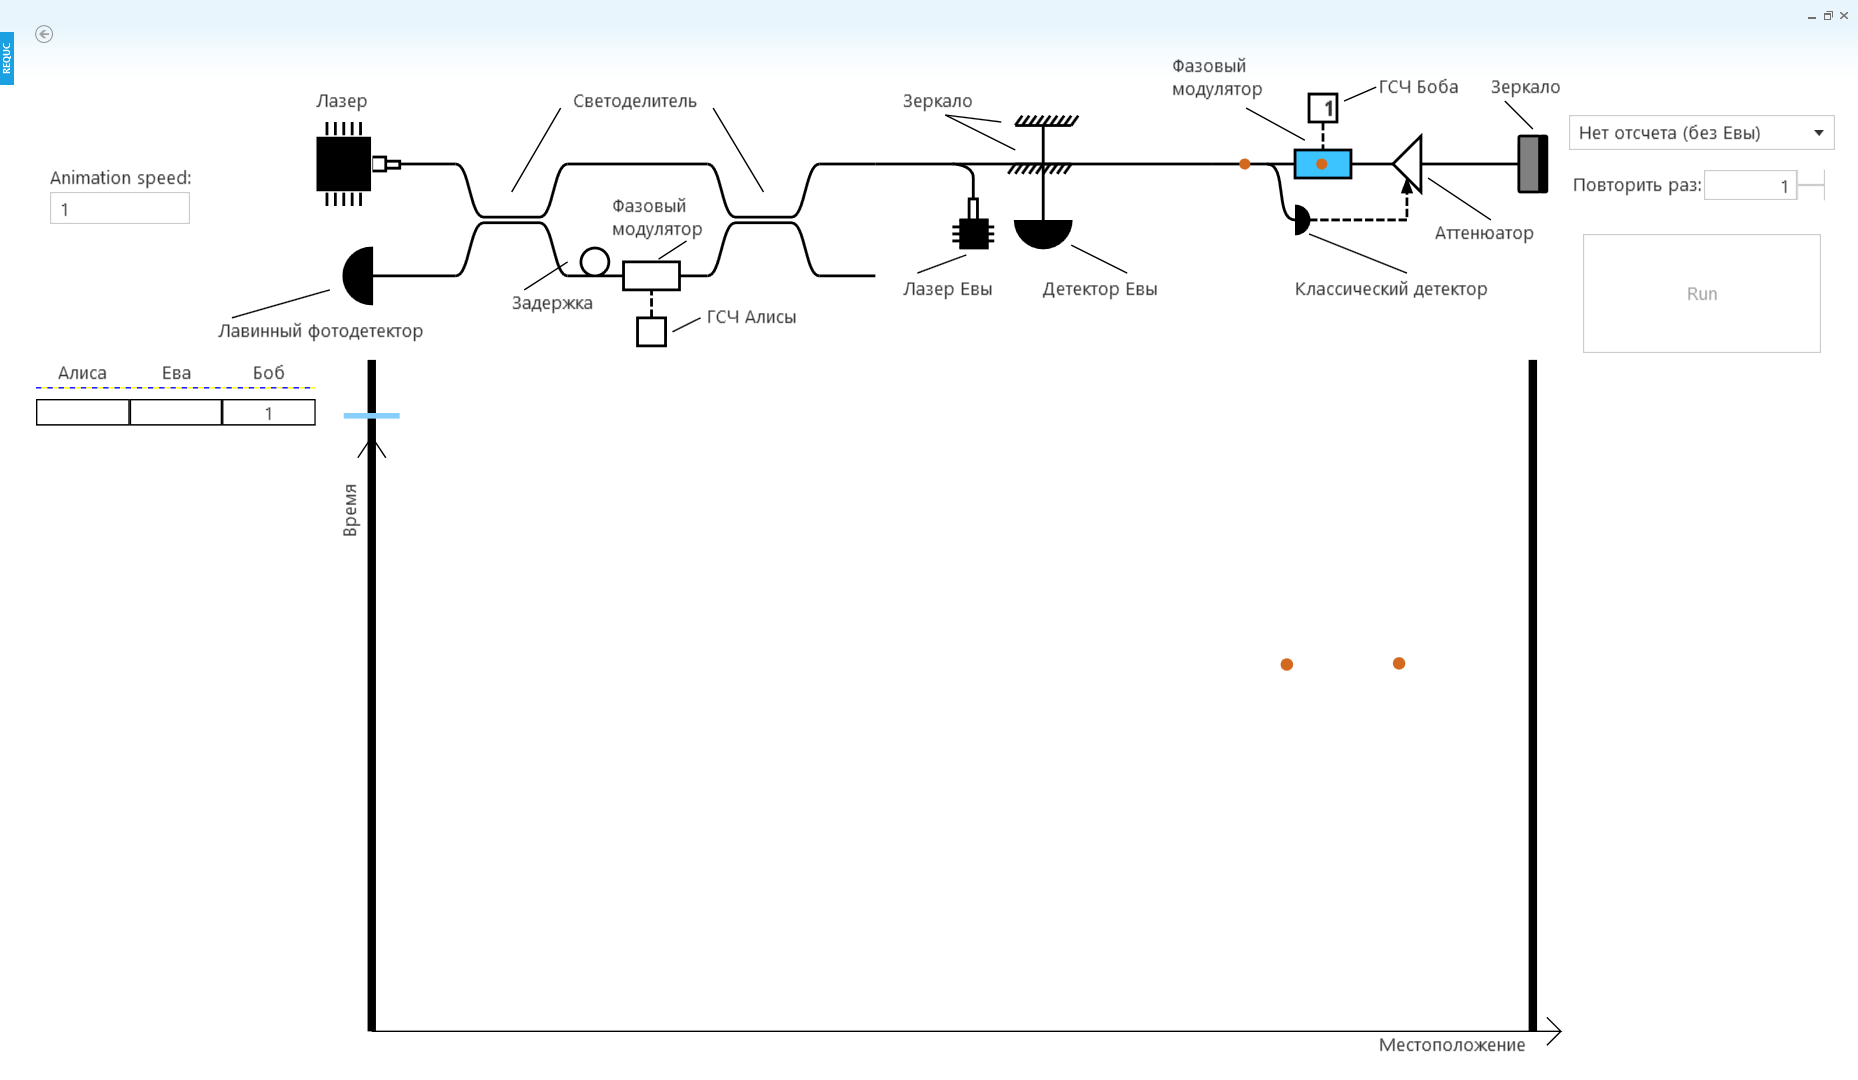 REQUC
Фазовый
модулятор
ГСЧ Боба
Зеркало
Лазер
Светоделитель
Зеркало
1
Нет отсчета (без Евы)
Animation speed:
1
Повторить раз:
1
Фазовый
модулятор
Аттенюатор
Лазер Евы
Детектор Евы
Классический детектор
Run
Задержка
ГСЧ Алисы
Лавинный фотодетектор
Алиса
Ева
Боб
1
Время
Местоположение